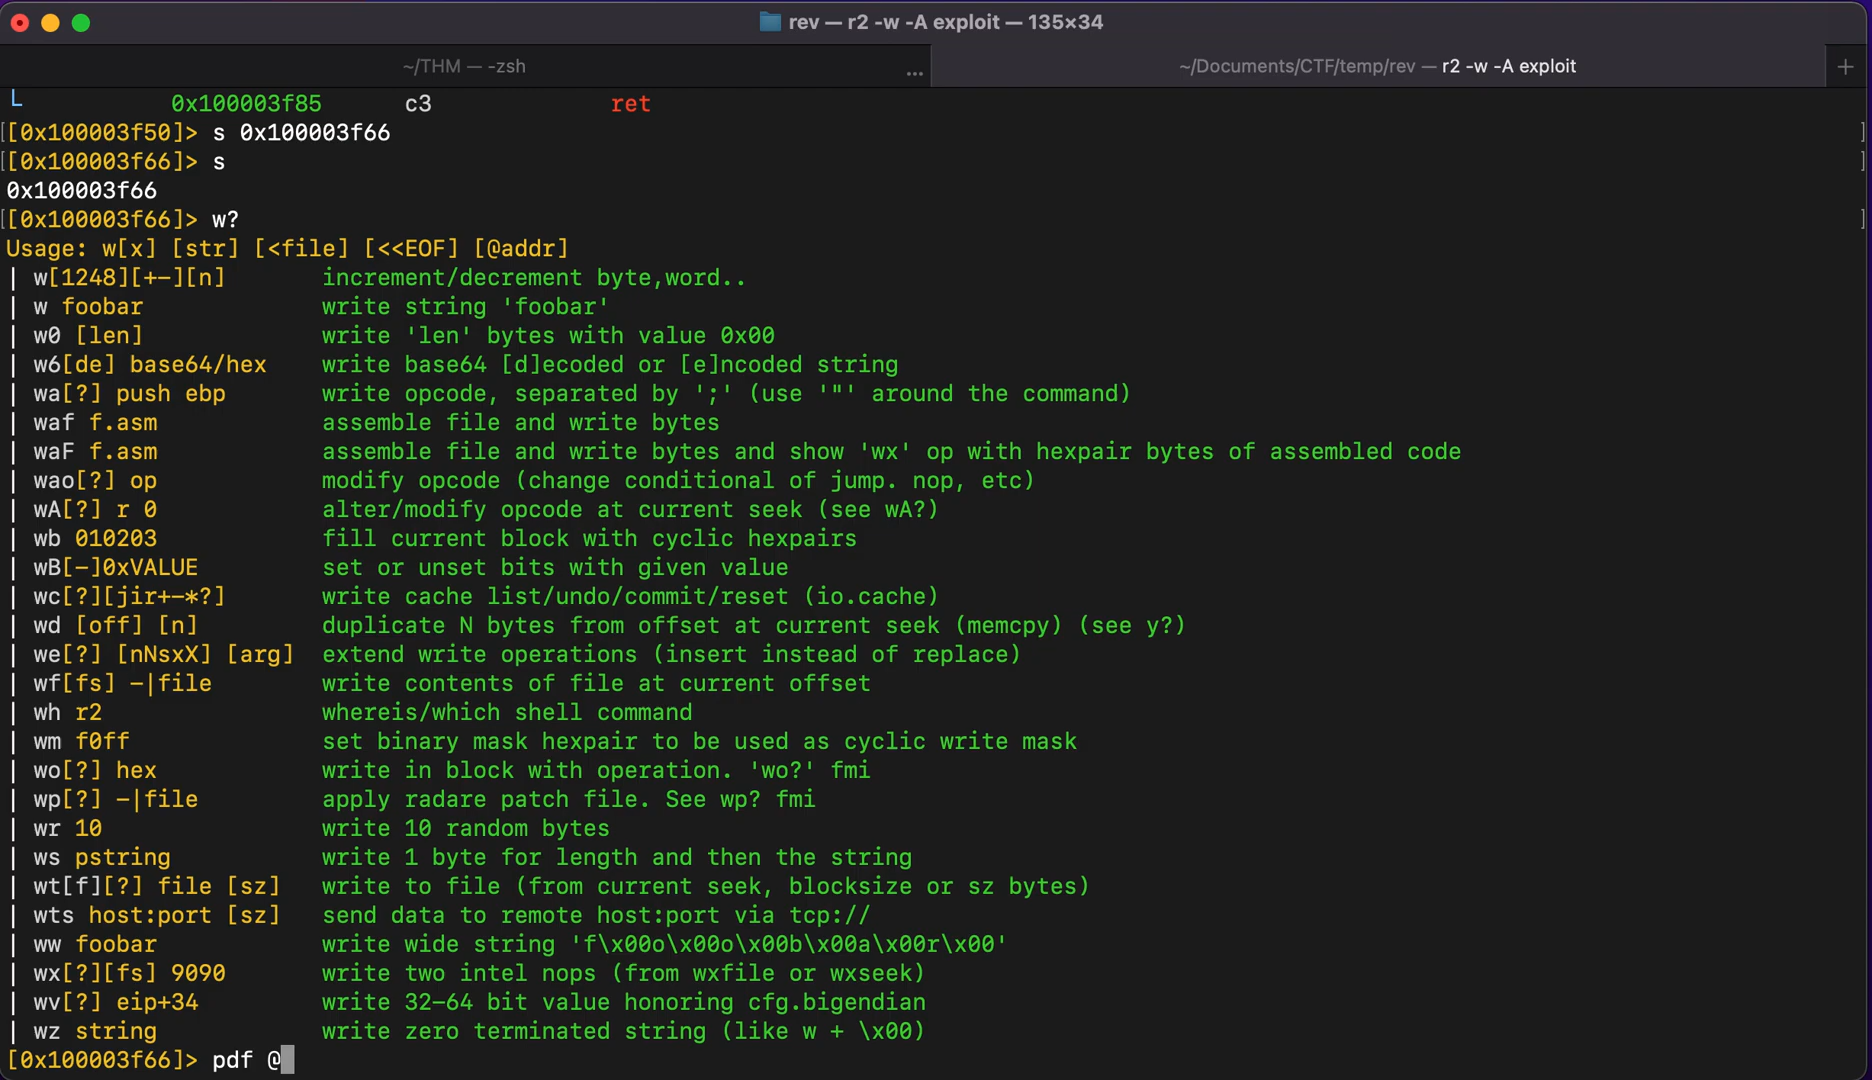 rev — r2 -w -A exploit — 135×34
~/THM — -zsh ... ~/Documents/CTF/temp/rev — r2 -w -A exploit +
└ 0x100003f85 c3 ret
[[0x100003f50]> s 0x100003f66 ]
[[0x100003f66]> s ]
0x100003f66
[[0x100003f66]> w? ]
Usage: w[x] [str] [<file] [<<EOF] [@addr]
| w[1248][+-][n] increment/decrement byte,word..
| w foobar write string 'foobar'
| w0 [len] write 'len' bytes with value 0x00
| w6[de] base64/hex write base64 [d]ecoded or [e]ncoded string
| wa[?] push ebp write opcode, separated by ';' (use '"' around the command)
| waf f.asm assemble file and write bytes
| waF f.asm assemble file and write bytes and show 'wx' op with hexpair bytes of assembled code
| wao[?] op modify opcode (change conditional of jump. nop, etc)
| wA[?] r 0 alter/modify opcode at current seek (see wA?)
| wb 010203 fill current block with cyclic hexpairs
| wB[-]0xVALUE set or unset bits with given value
| wc[?][jir+-*?] write cache list/undo/commit/reset (io.cache)
| wd [off] [n] duplicate N bytes from offset at current seek (memcpy) (see y?)
| we[?] [nNsxX] [arg] extend write operations (insert instead of replace)
| wf[fs] -|file write contents of file at current offset
| wh r2 whereis/which shell command
| wm f0ff set binary mask hexpair to be used as cyclic write mask
| wo[?] hex write in block with operation. 'wo?' fmi
| wp[?] -|file apply radare patch file. See wp? fmi
| wr 10 write 10 random bytes
| ws pstring write 1 byte for length and then the string
| wt[f][?] file [sz] write to file (from current seek, blocksize or sz bytes)
| wts host:port [sz] send data to remote host:port via tcp://
| ww foobar write wide string 'f\x00o\x00o\x00b\x00a\x00r\x00'
| wx[?][fs] 9090 write two intel nops (from wxfile or wxseek)
| wv[?] eip+34 write 32-64 bit value honoring cfg.bigendian
| wz string write zero terminated string (like w + \x00)
[0x100003f66]> pdf @